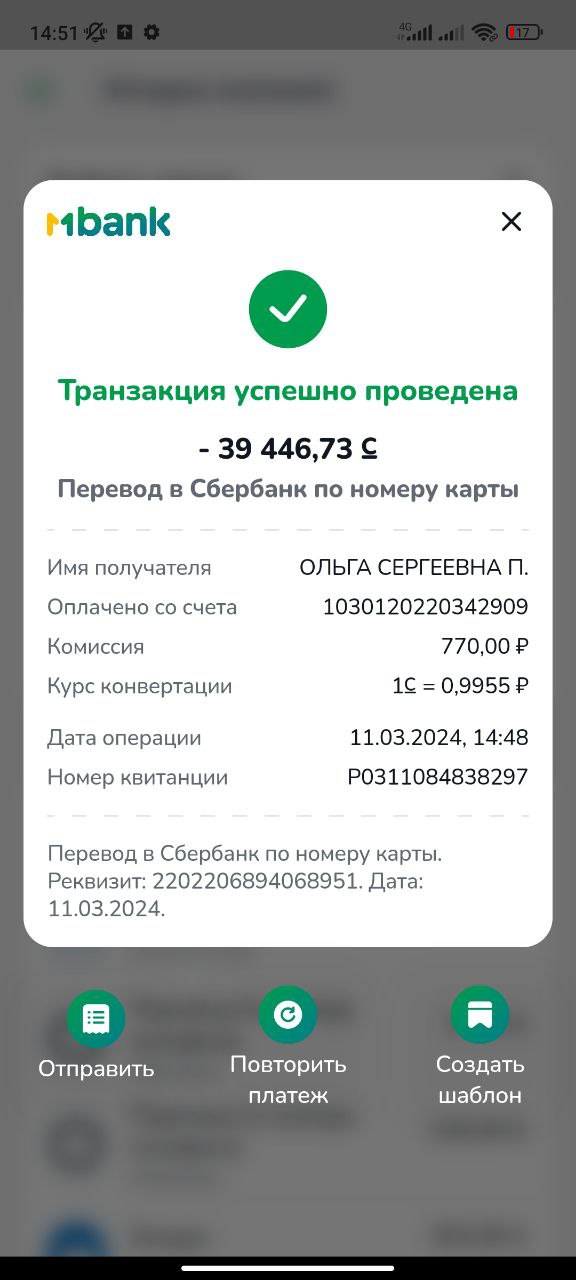 14:51
4G
17
Mbank
Транзакция успешно проведена
- 39 446,73 С
Перевод в Сбербанк по номеру карты
Имя получателя ОЛЬГА СЕРГЕЕВНА П.
Оплачено со счета 1030120220342909
Комиссия 770,00 ₽
Курс конвертации 1С = 0,9955 ₽
Дата операции 11.03.2024, 14:48
Номер квитанции P0311084838297
Перевод в Сбербанк по номеру карты.
Реквизит: 2202206894068951. Дата:
11.03.2024.
Отправить
Повторить
платеж
Создать
шаблон